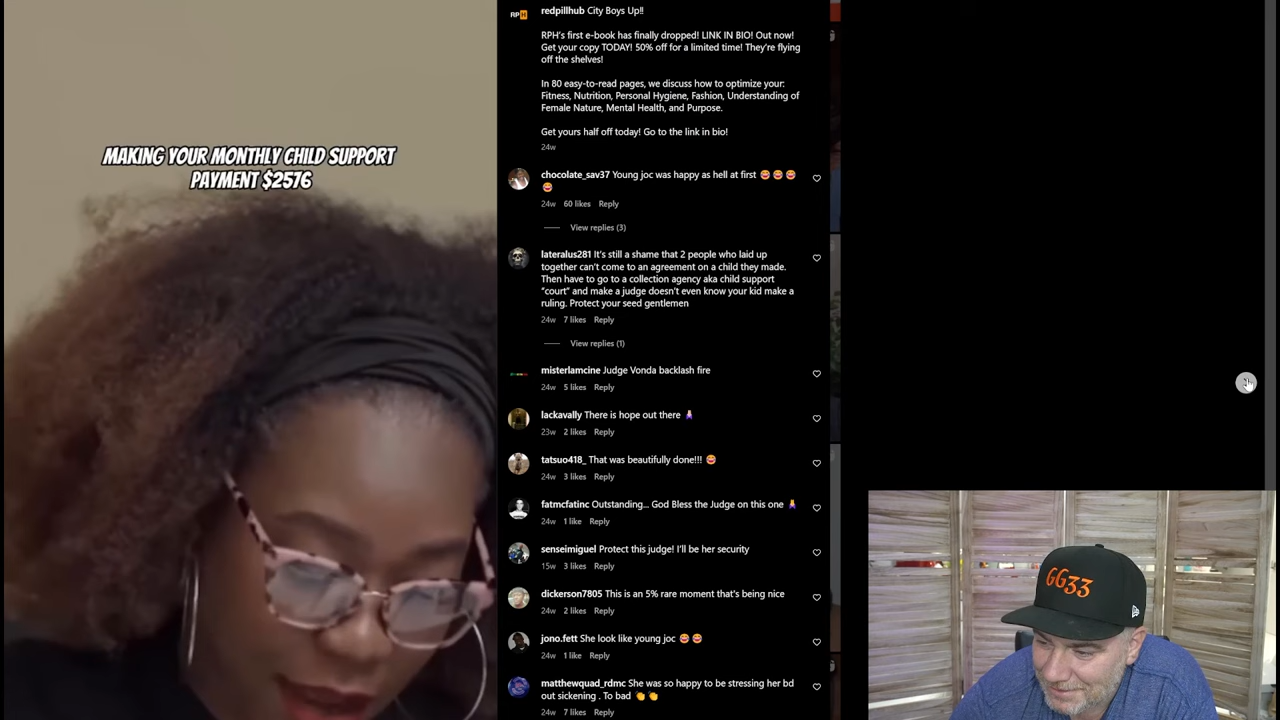 MAKING YOUR MONTHLY CHILD SUPPORT
PAYMENT $2576
RPH
redpillhub City Boys Up!!
RPH's first e-book has finally dropped! LINK IN BIO! Out now!
Get your copy TODAY! 50% off for a limited time! They're flying
off the shelves!
In 80 easy-to-read pages, we discuss how to optimize your:
Fitness, Nutrition, Personal Hygiene, Fashion, Understanding of
Female Nature, Mental Health, and Purpose.
Get yours half off today! Go to the link in bio!
24w
chocolate_sav37 Young joc was happy as hell at first 😂 😂 😂
😂
24w 60 likes Reply
View replies (3)
lateralus281 It's still a shame that 2 people who laid up
together can't come to an agreement on a child they made.
Then have to go to a collection agency aka child support
“court” and make a judge doesn't even know your kid make a
ruling. Protect your seed gentlemen
24w 7 likes Reply
View replies (1)
misterlamcine Judge Vonda backlash fire
24w 5 likes Reply
lackavally There is hope out there
23w 2 likes Reply
tatsuo418_ That was beautifully done!!! 😂
24w 3 likes Reply
fatmcfatinc Outstanding... God Bless the Judge on this one
24w 1 like Reply
senseimiguel Protect this judge! I'll be her security
15w 3 likes Reply
dickerson7805 This is an 5% rare moment that's being nice
24w 2 likes Reply
jono.fett She look like young joc 😂 😂
24w 1 like Reply
matthewquad_rdmc She was so happy to be stressing her bd
out sickening . To bad 👏 👏
24w 7 likes Reply
GG33